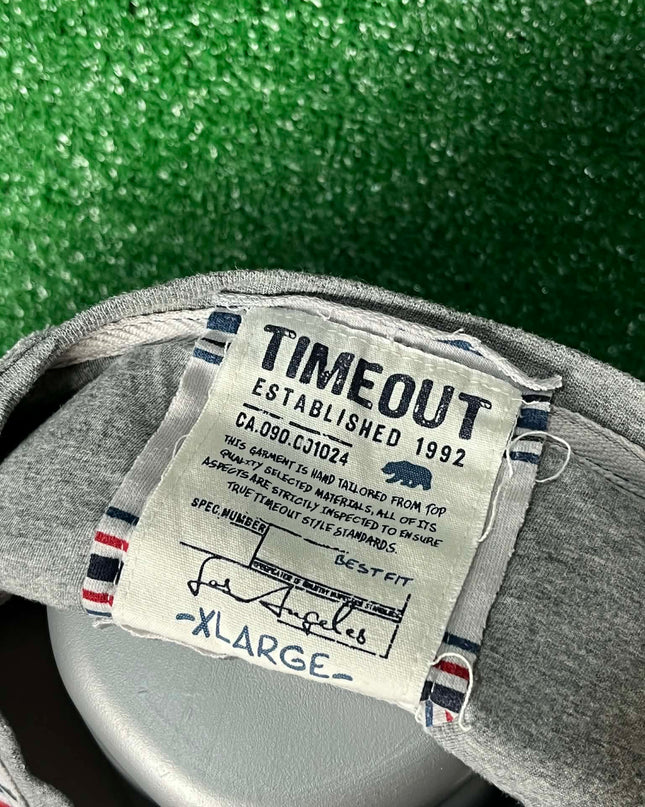 TIMEOUT
ESTABLISHED 1992
CA.090.CJ1024
THIS GARMENT IS HAND TAILORED FROM TOP
QUALITY SELECTED MATERIALS, ALL OF ITS
ASPECTS ARE STRICTLY INSPECTED TO ENSURE
TRUE TIMEOUT STYLE STANDARDS.
SPEC.NUMBER
BEST FIT
Los Angeles
-XLARGE-